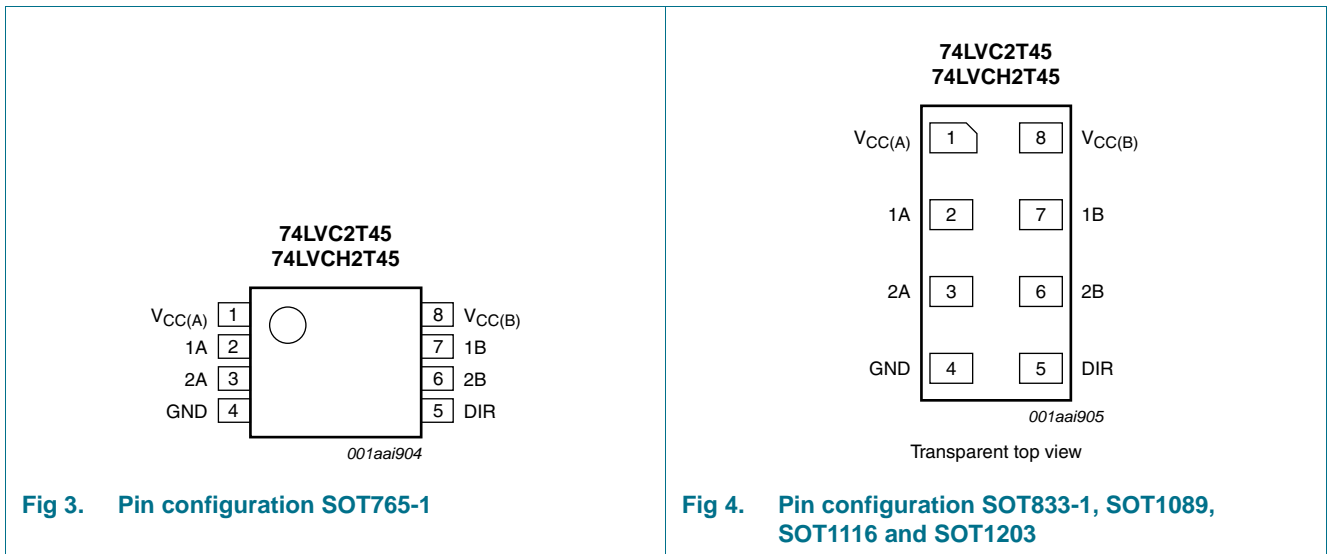 74LVC2T45
74LVCH2T45
VCC(A) 1 8 VCC(B)
1A 2 7 1B
2A 3 6 2B
GND 4 5 DIR
001aai904
Fig 3. Pin configuration SOT765-1
74LVC2T45
74LVCH2T45
VCC(A) 1 8 VCC(B)
1A 2 7 1B
2A 3 6 2B
GND 4 5 DIR
001aai905
Transparent top view
Fig 4. Pin configuration SOT833-1, SOT1089,
SOT1116 and SOT1203